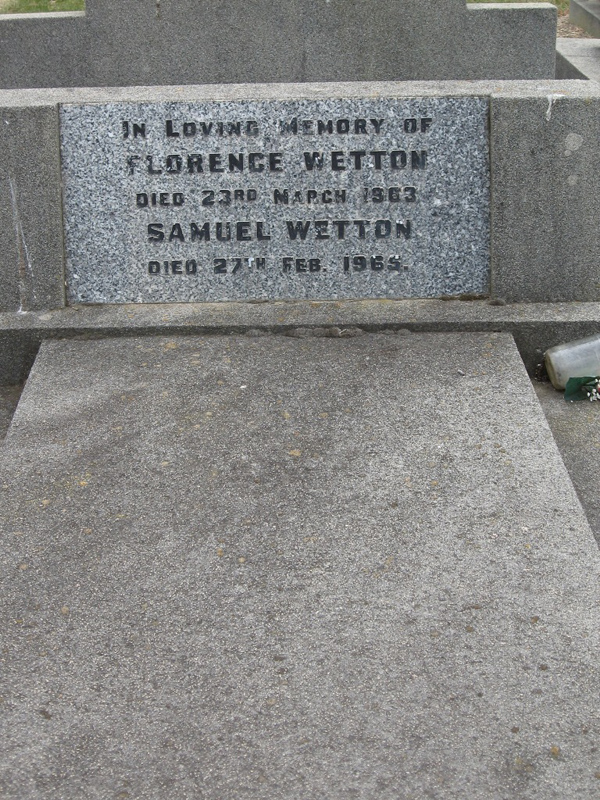 IN LOVING MEMORY OF
FLORENCE WETTON
DIED 23RD MARCH 1963
SAMUEL WETTON
DIED 27TH FEB. 1965.